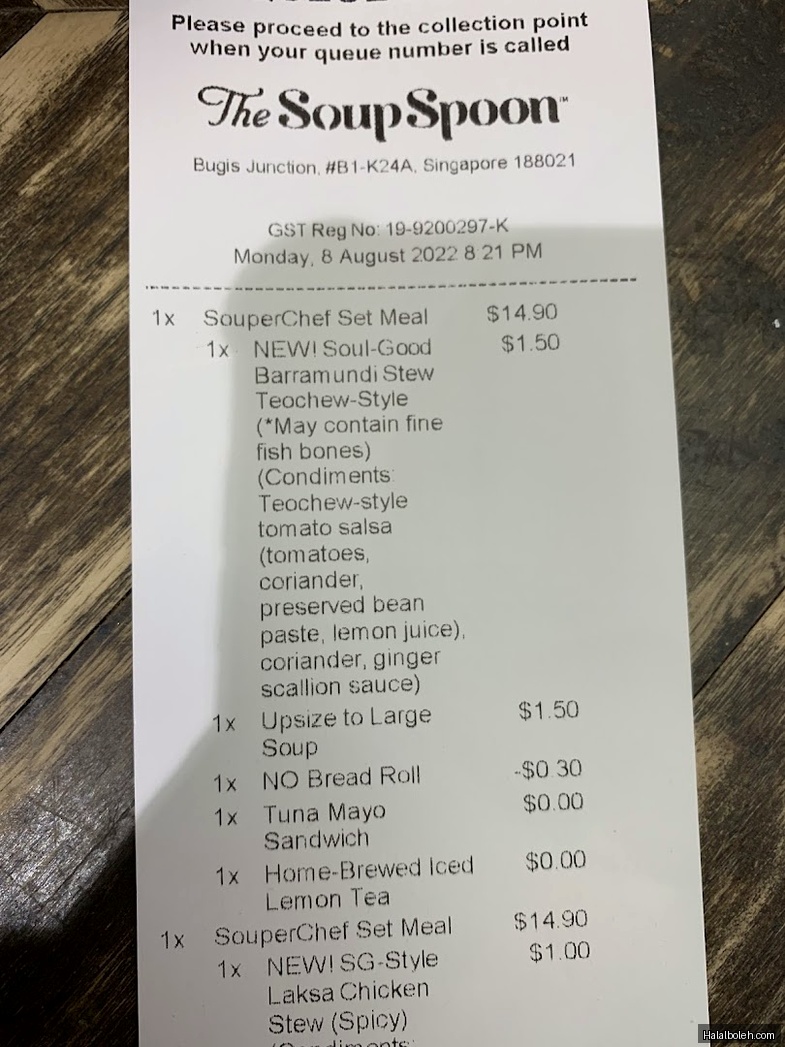 Please proceed to the collection point
when your queue number is called
The Soup Spoon™
Bugis Junction, #B1-K24A, Singapore 188021
GST Reg No: 19-9200297-K
Monday, 8 August 2022 8:21 PM
1x SouperChef Set Meal $14.90
1x NEW! Soul-Good $1.50
Barramundi Stew
Teochew-Style
(*May contain fine
fish bones)
(Condiments:
Teochew-style
tomato salsa
(tomatoes,
coriander,
preserved bean
paste, lemon juice),
coriander, ginger
scallion sauce)
1x Upsize to Large $1.50
Soup
1x NO Bread Roll -$0.30
1x Tuna Mayo $0.00
Sandwich
1x Home-Brewed Iced $0.00
Lemon Tea
1x SouperChef Set Meal $14.90
1x NEW! SG-Style $1.00
Laksa Chicken
Stew (Spicy)
(Condiments:
Halalboleh.com